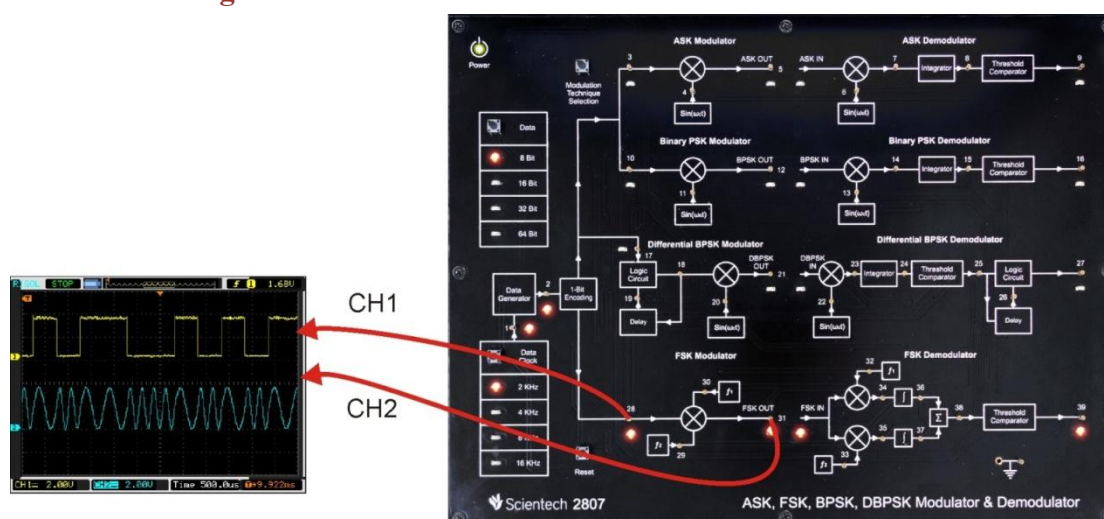 Power
Modulation
Technique
Selection
ASK Modulator
3
ASK OUT
5
4
Sin(ωt)
ASK Demodulator
ASK IN
7
Integrator
8
Threshold
Comparator
9
6
Sin(ωt)
Data
8 Bit
16 Bit
32 Bit
64 Bit
Binary PSK Modulator
10
BPSK OUT
12
11
Sin(ωt)
Binary PSK Demodulator
BPSK IN
14
Integrator
15
Threshold
Comparator
16
13
Sin(ωt)
Differential BPSK Modulator
17
Logic
Circuit
18
DBPSK
OUT
21
19
Delay
20
Sin(ωt)
Differential BPSK Demodulator
DBPSK
IN
23
Integrator
24
Threshold
Comparator
25
Logic
Circuit
27
26
Delay
22
Sin(ωt)
Data
Generator
2
1-Bit
Encoding
1
Data
Clock
2 KHz
4 KHz
8 KHz
16 KHz
Reset
FSK Modulator
28
30
f1
FSK OUT
31
f2
29
FSK Demodulator
32
f1
FSK IN
34
∫
36
35
∫
37
Σ
38
Threshold
Comparator
39
33
f2
STOP
f 1 1.68V
CH1
CH2
CH1= 2.00V CH2= 2.00V Time 500.0us 9.922ms
Scientech 2807
ASK, FSK, BPSK, DBPSK Modulator & Demodulator